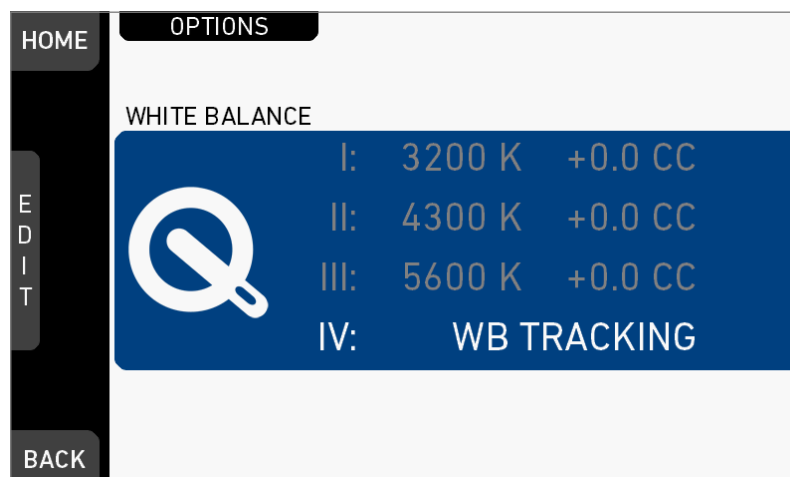 HOME
OPTIONS
WHITE BALANCE
I: 3200 K +0.0 CC
II: 4300 K +0.0 CC
III: 5600 K +0.0 CC
IV: WB TRACKING
EDIT
BACK